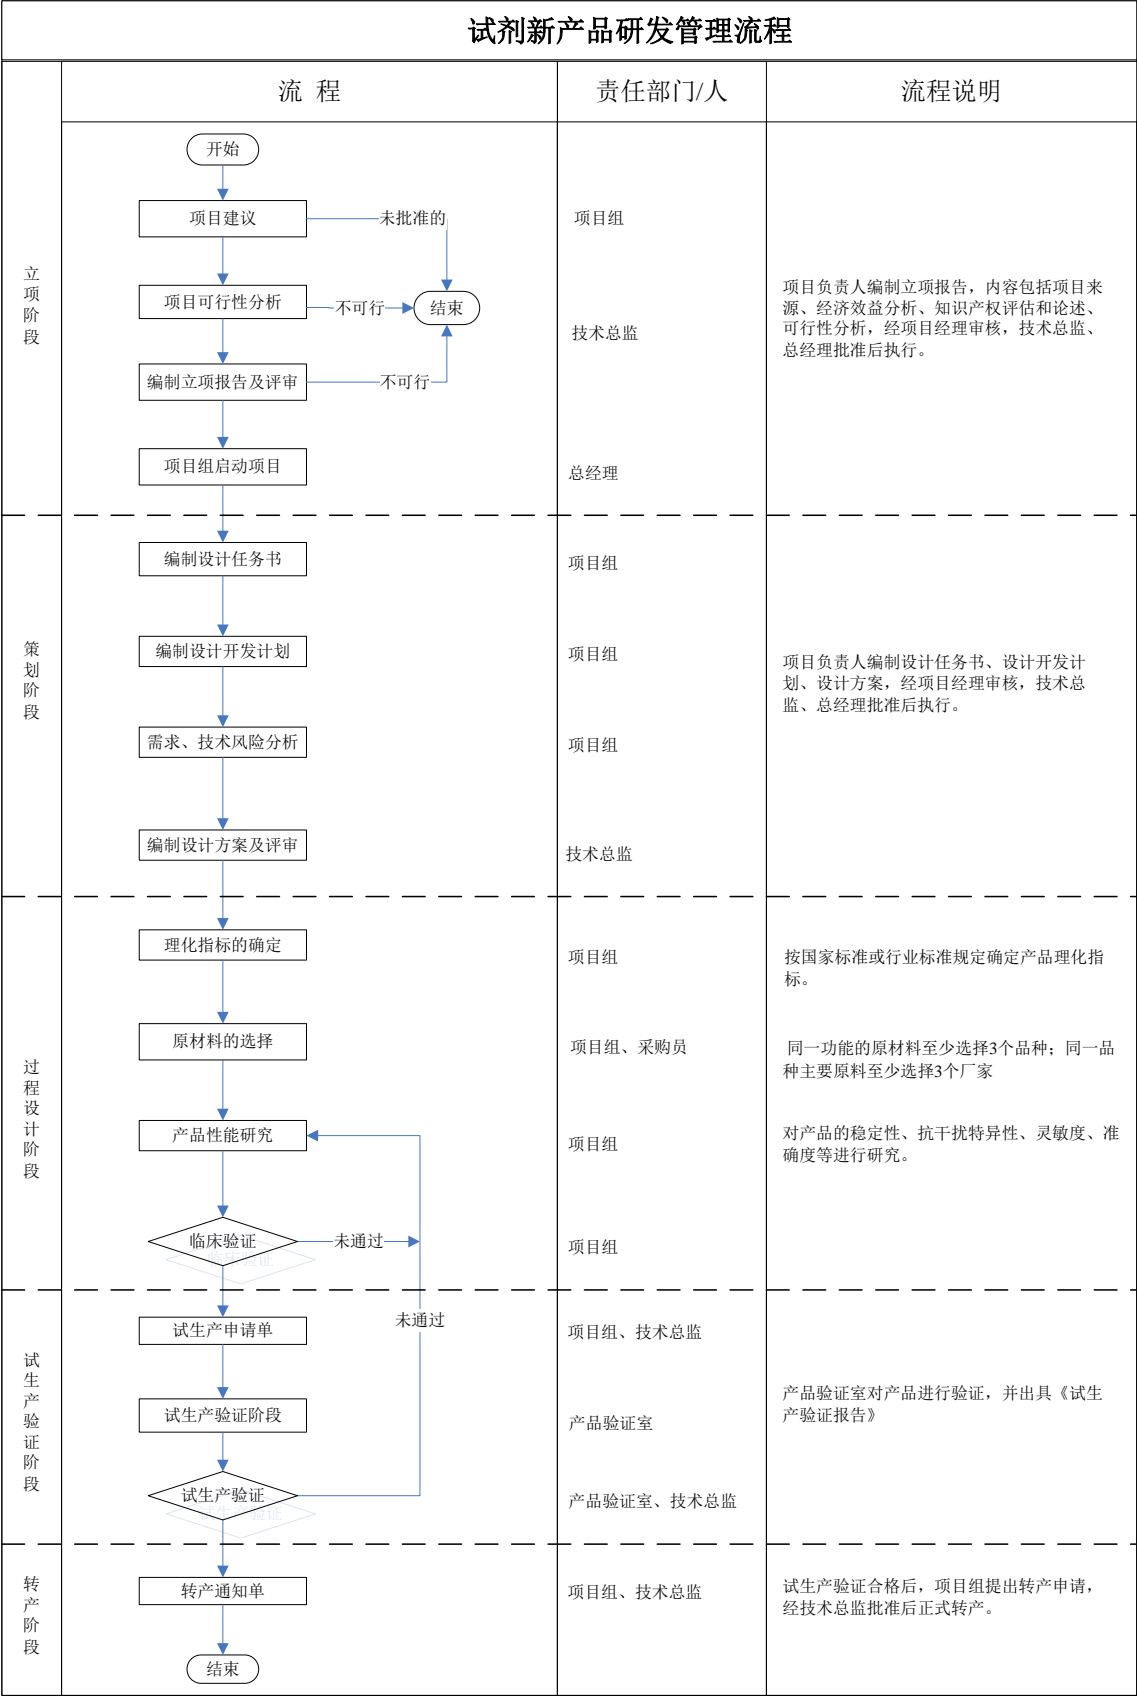 试剂新产品研发管理流程
流 程
责任部门/人
流程说明
立项阶段
开始
项目建议
未批准的
项目组
项目可行性分析
不可行
结束
技术总监
编制立项报告及评审
不可行
项目组启动项目
总经理
项目负责人编制立项报告，内容包括项目来
源、经济效益分析、知识产权评估和论述、
可行性分析，经项目经理审核，技术总监、
总经理批准后执行。
策划阶段
编制设计任务书
项目组
编制设计开发计划
项目组
需求、技术风险分析
项目组
编制设计方案及评审
技术总监
项目负责人编制设计任务书、设计开发计
划、设计方案，经项目经理审核，技术总
监、总经理批准后执行。
过程设计阶段
理化指标的确定
项目组
按国家标准或行业标准规定确定产品理化指
标。
原材料的选择
项目组、采购员
同一功能的原材料至少选择3个品种；同一品
种主要原料至少选择3个厂家
产品性能研究
项目组
对产品的稳定性、抗干扰特异性、灵敏度、准
确度等进行研究。
临床验证
临床验证
未通过
项目组
试生产验证阶段
试生产申请单
未通过
项目组、技术总监
试生产验证阶段
产品验证室
试生产验证
试生产验证
产品验证室、技术总监
产品验证室对产品进行验证，并出具《试生
产验证报告》
转产阶段
转产通知单
项目组、技术总监
试生产验证合格后，项目组提出转产申请，
经技术总监批准后正式转产。
结束